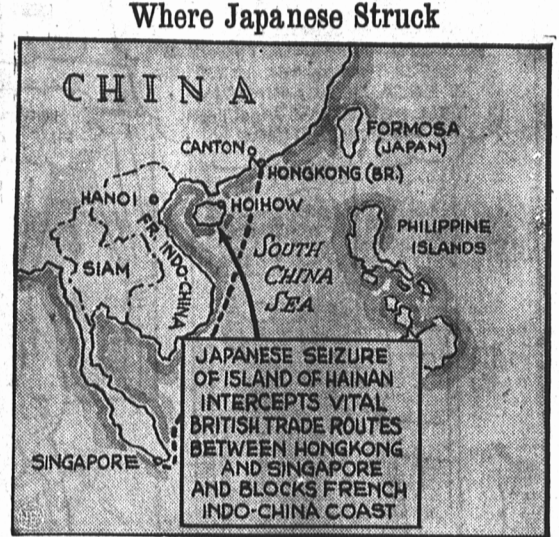 Where Japanese Struck
CHINA
CANTON
FORMOSA
(JAPAN)
HONGKONG (BR.)
HANOI
HOIHOW
FR. INDO-CHINA
PHILIPPINE
ISLANDS
SIAM
SOUTH
CHINA
SEA
JAPANESE SEIZURE
OF ISLAND OF HAINAN
INTERCEPTS VITAL
BRITISH TRADE ROUTES
BETWEEN HONGKONG
AND SINGAPORE
AND BLOCKS FRENCH
INDO-CHINA COAST
SINGAPORE